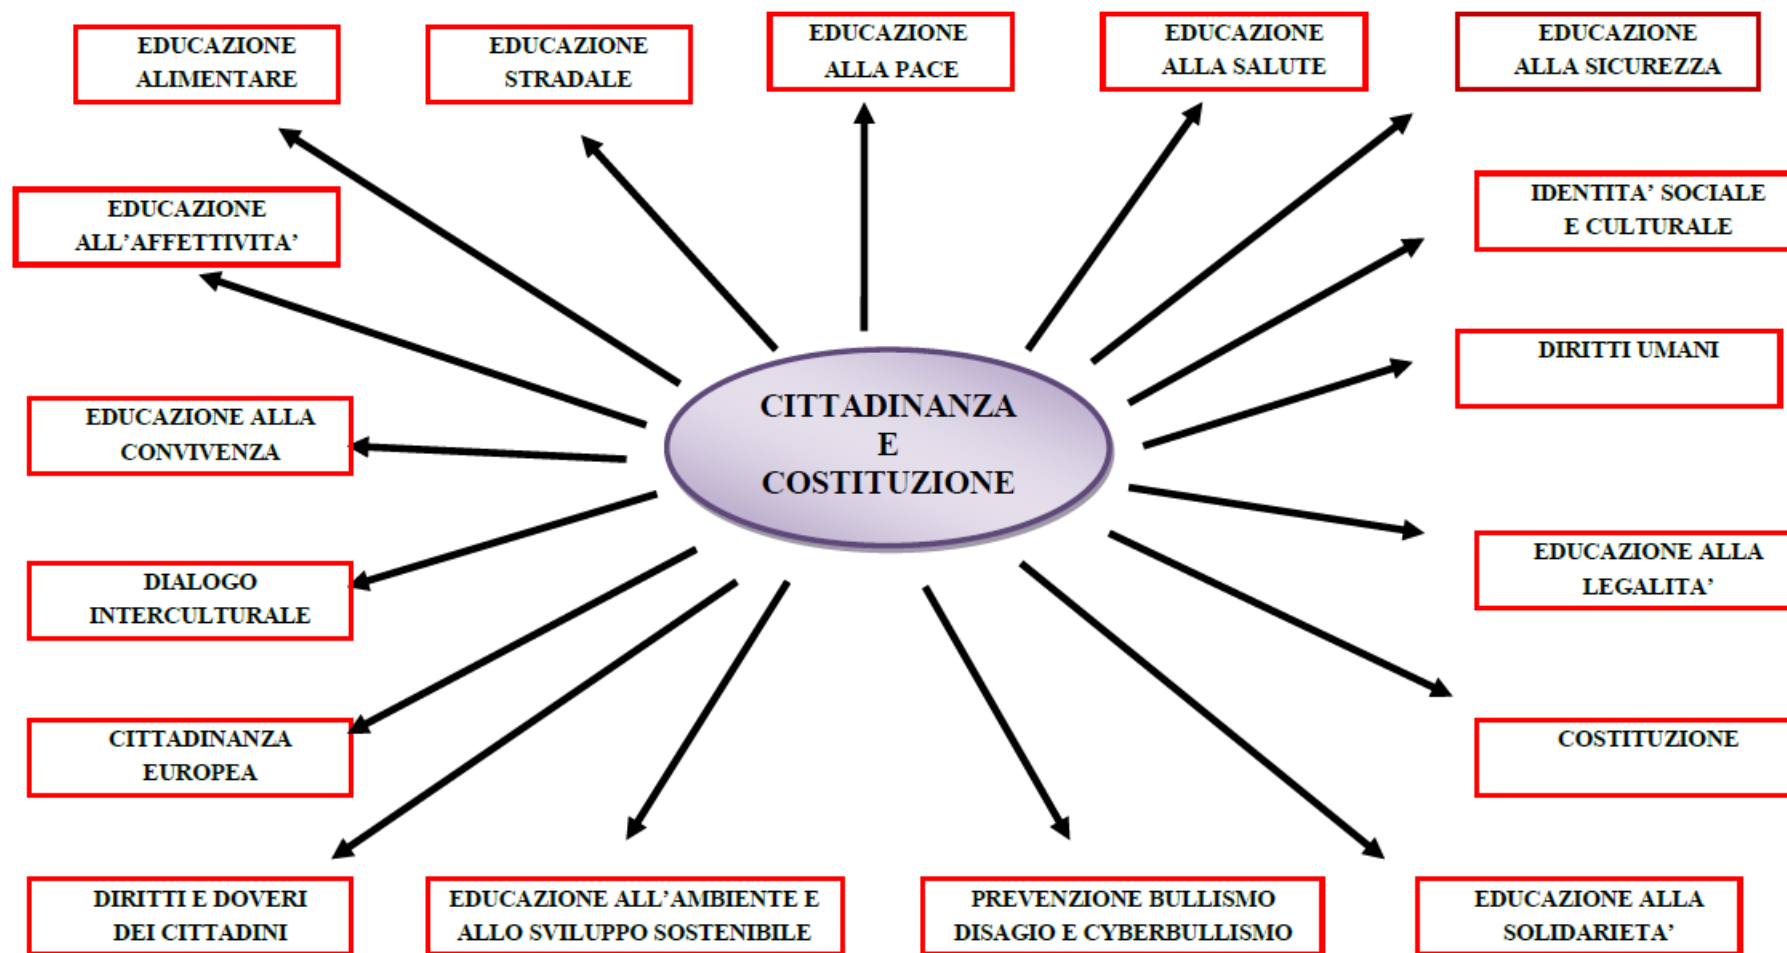 EDUCAZIONE
ALIMENTARE
EDUCAZIONE
STRADALE
EDUCAZIONE
ALLA PACE
EDUCAZIONE
ALLA SALUTE
EDUCAZIONE
ALLA SICUREZZA
EDUCAZIONE
ALL’AFFETTIVITA’
IDENTITA’ SOCIALE
E CULTURALE
DIRITTI UMANI
EDUCAZIONE ALLA
CONVIVENZA
CITTADINANZA
E
COSTITUZIONE
DIALOGO
INTERCULTURALE
EDUCAZIONE ALLA
LEGALITA’
CITTADINANZA
EUROPEA
COSTITUZIONE
DIRITTI E DOVERI
DEI CITTADINI
EDUCAZIONE ALL’AMBIENTE E
ALLO SVILUPPO SOSTENIBILE
PREVENZIONE BULLISMO
DISAGIO E CYBERBULLISMO
EDUCAZIONE ALLA
SOLIDARIETA’